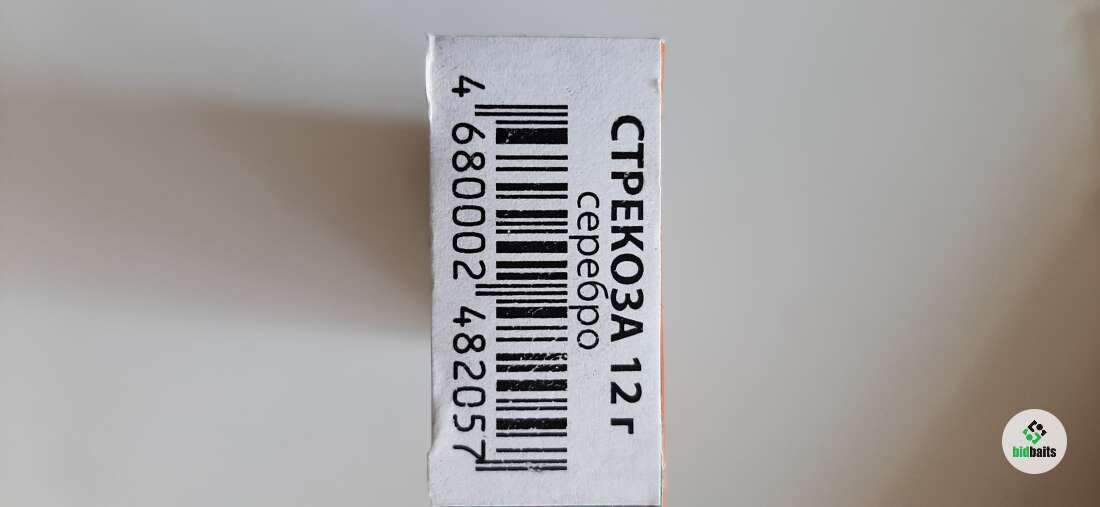 СТРЕКОЗА 12 г
серебро
4 680002 482057
bidbaits